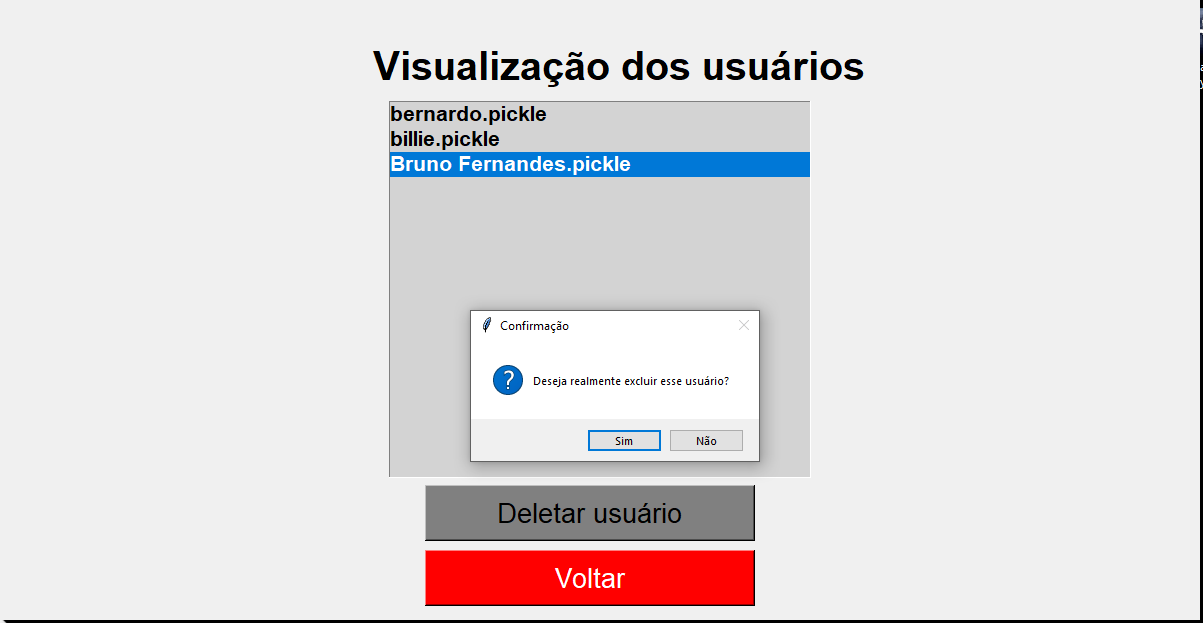 Visualização dos usuários
bernardo.pickle
billie.pickle
Bruno Fernandes.pickle
Confirmação
?
Deseja realmente excluir esse usuário?
Sim
Não
Deletar usuário
Voltar